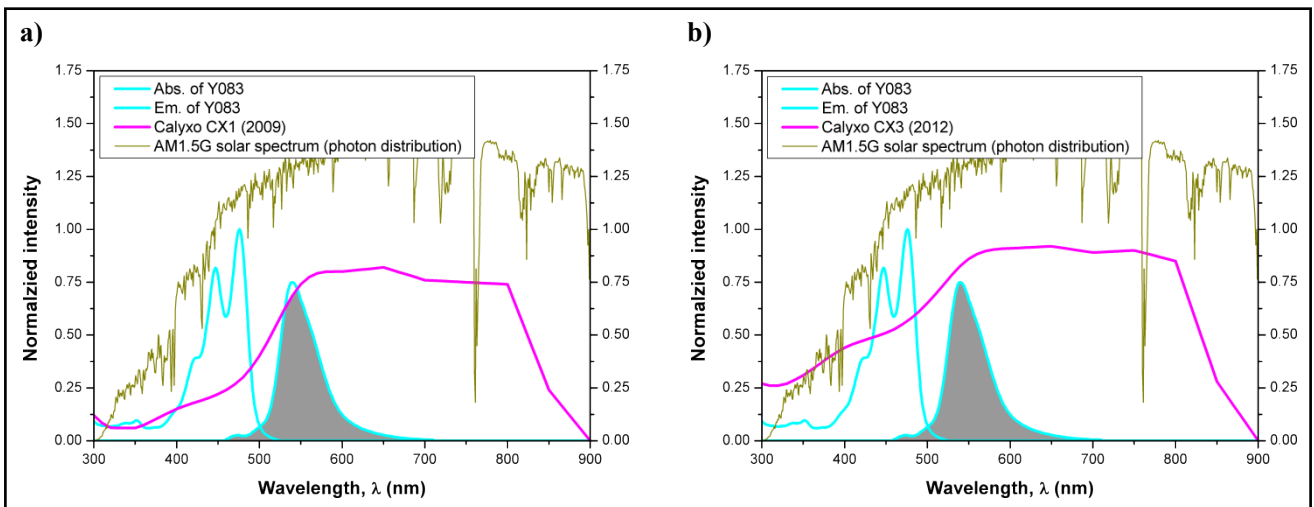 a)
1.75
1.50
1.25
1.00
0.75
0.50
0.25
0.00
Normalzied intensity
Abs. of Y083
Em. of Y083
Calyxo CX1 (2009)
AM1.5G solar spectrum (photon distribution)
1.75
1.50
1.25
1.00
0.75
0.50
0.25
0.00
300 400 500 600 700 800 900
Wavelength, λ (nm)
b)
1.75
1.50
1.25
1.00
0.75
0.50
0.25
0.00
Normalzied intensity
Abs. of Y083
Em. of Y083
Calyxo CX3 (2012)
AM1.5G solar spectrum (photon distribution)
1.75
1.50
1.25
1.00
0.75
0.50
0.25
0.00
300 400 500 600 700 800 900
Wavelength, λ (nm)